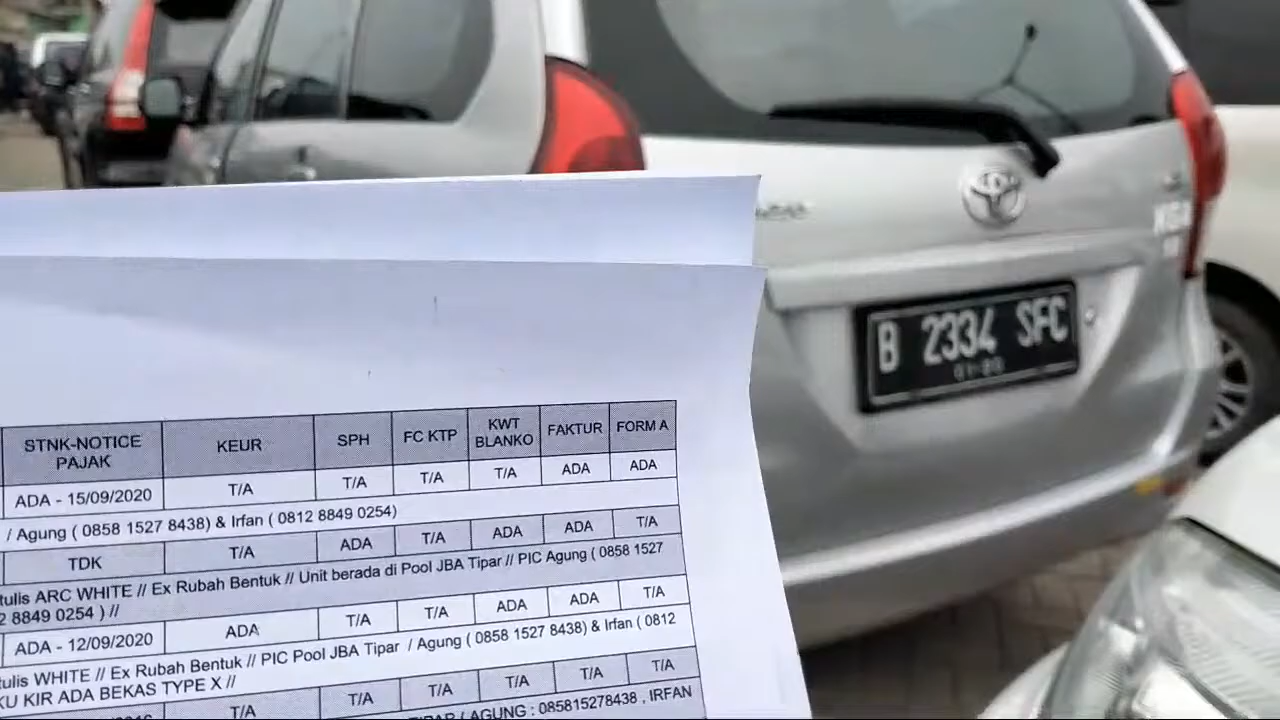 B 2334 SFC
STNK-NOTICE PAJAK KEUR SPH FC KTP KWT BLANKO FAKTUR FORM A
ADA - 15/09/2020 T/A T/A T/A T/A ADA ADA
/ Agung ( 0858 1527 8438) & Irfan ( 0812 8849 0254)
TDK T/A ADA T/A ADA ADA T/A
tulis ARC WHITE // Ex Rubah Bentuk // Unit berada di Pool JBA Tipar // PIC Agung ( 0858 1527
2 8849 0254 ) //
ADA - 12/09/2020 ADA T/A T/A ADA ADA T/A
tulis WHITE // Ex Rubah Bentuk // PIC Pool JBA Tipar / Agung ( 0858 1527 8438) & Irfan ( 0812
KU KIR ADA BEKAS TYPE X //
T/A T/A T/A T/A T/A T/A
TIPAR / AGUNG : 085815278438 , IRFAN